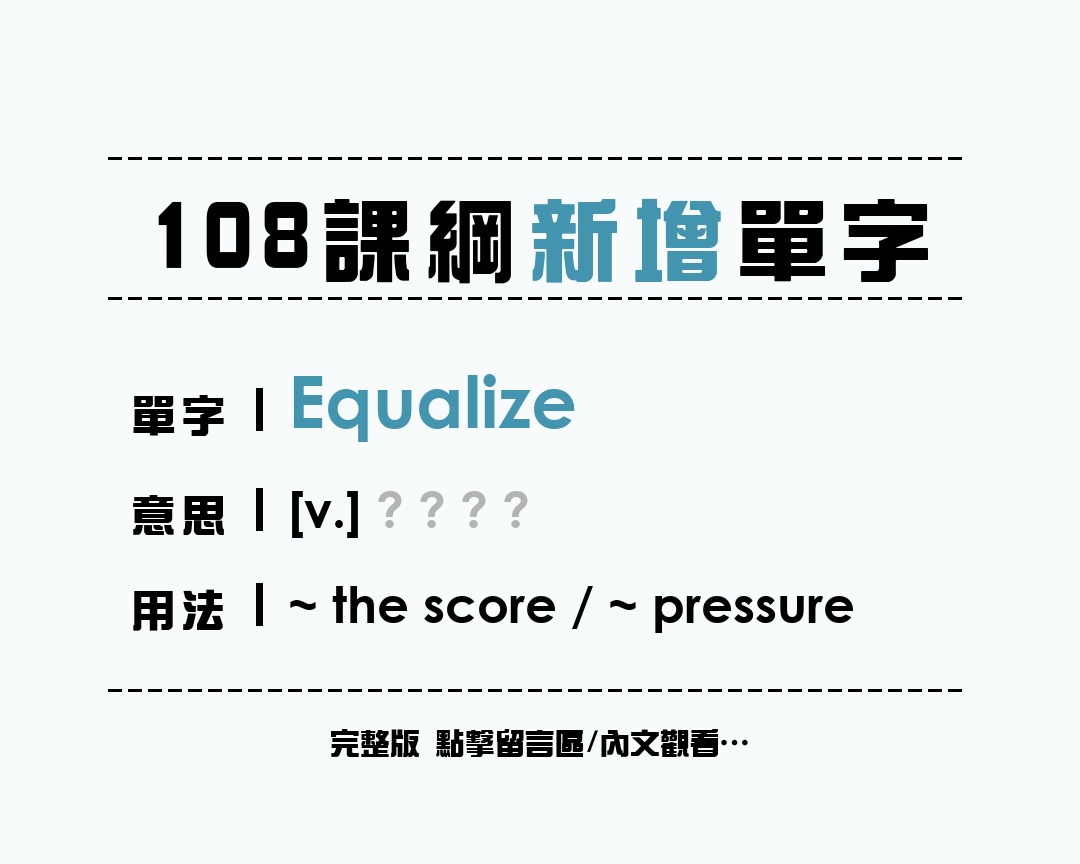 108課綱新增單字
單字 | Equalize
意思 | [v.] ? ? ? ?
用法 | ~ the score / ~ pressure
完整版 點擊留言區/內文觀看…